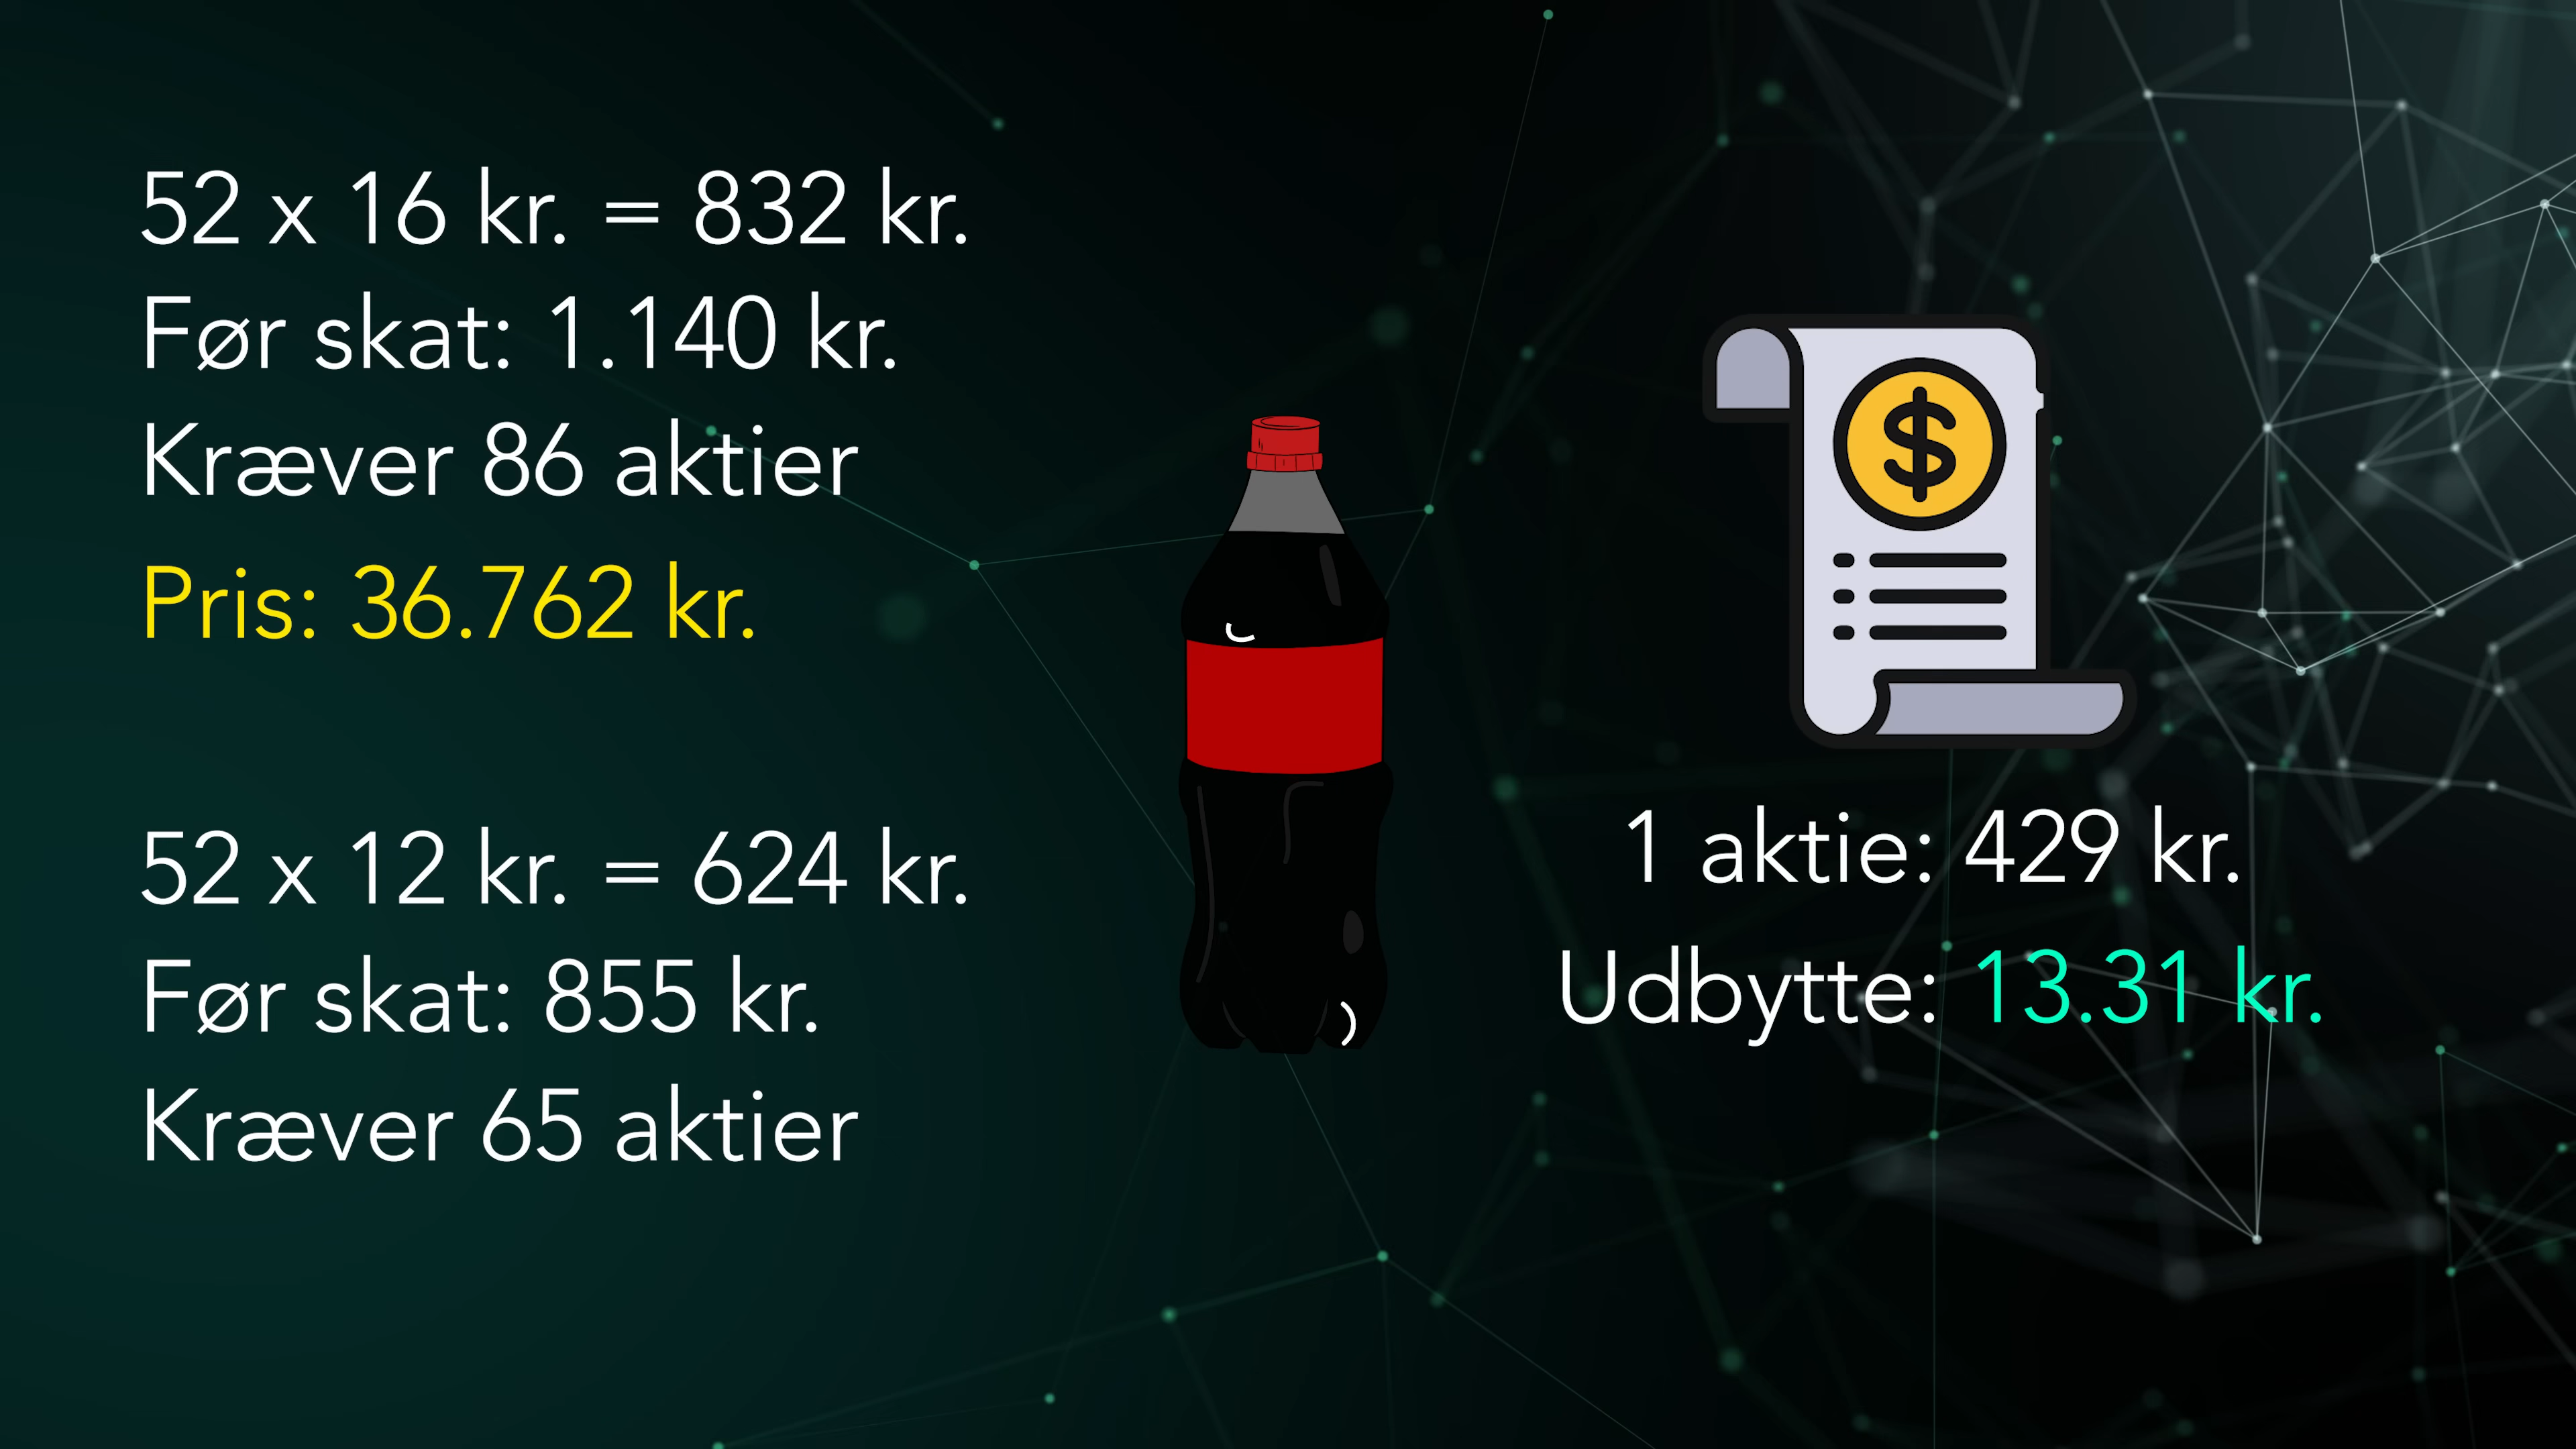 52 x 16 kr. = 832 kr.
Før skat: 1.140 kr.
Kræver 86 aktier
Pris: 36.762 kr.
52 x 12 kr. = 624 kr.
Før skat: 855 kr.
Kræver 65 aktier
$
1 aktie: 429 kr.
Udbytte: 13.31 kr.